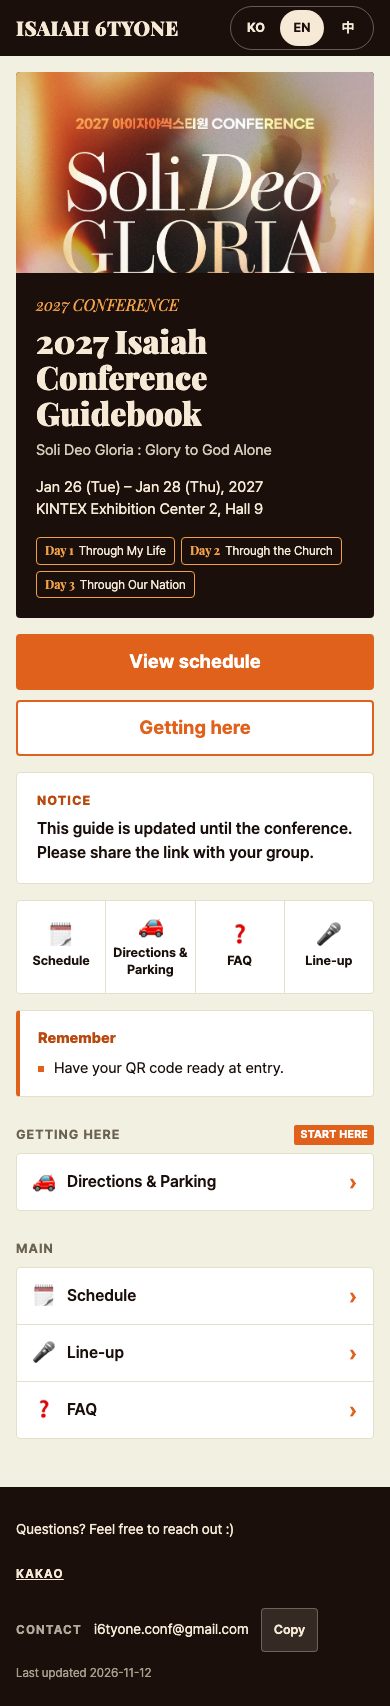 ISAIAH 6TYONE
KO EN 中
2027 아이자야씩스티원 CONFERENCE
Soli Deo
GLORIA
2027 CONFERENCE
2027 Isaiah
Conference
Guidebook
Soli Deo Gloria : Glory to God Alone
Jan 26 (Tue) – Jan 28 (Thu), 2027
KINTEX Exhibition Center 2, Hall 9
Day 1 Through My Life
Day 2 Through the Church
Day 3 Through Our Nation
View schedule
Getting here
NOTICE
This guide is updated until the conference.
Please share the link with your group.
Schedule
Directions &
Parking
FAQ
Line-up
Remember
Have your QR code ready at entry.
GETTING HERE
START HERE
Directions & Parking
MAIN
Schedule
Line-up
FAQ
Questions? Feel free to reach out :)
KAKAO
CONTACT i6tyone.conf@gmail.com Copy
Last updated 2026-11-12